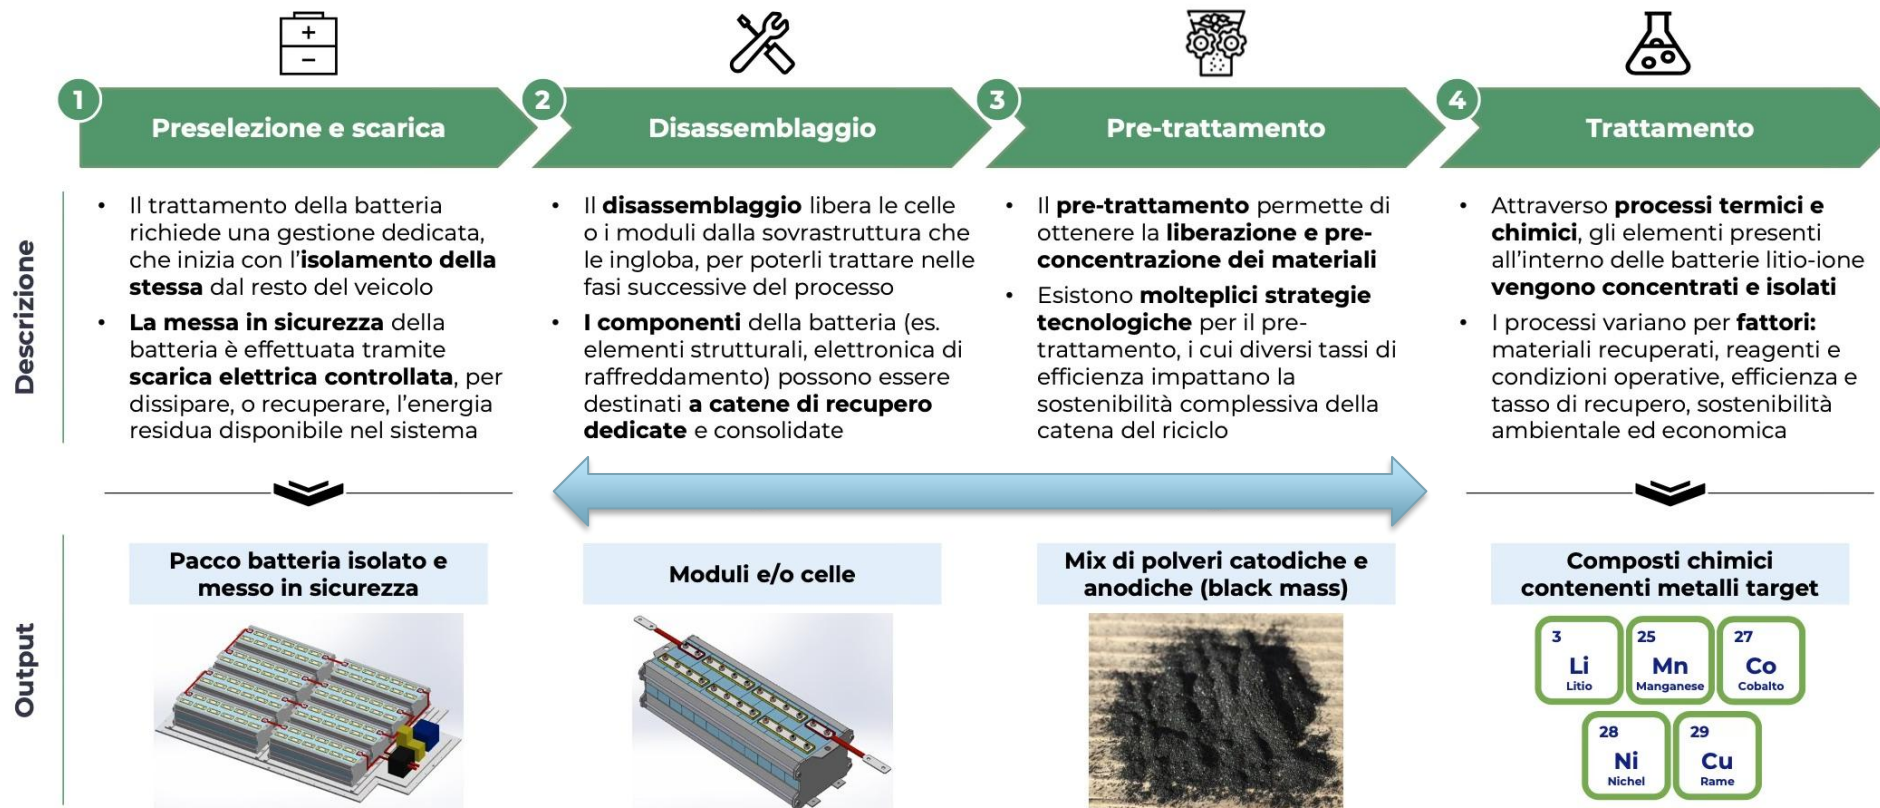 +
−
1
Preselezione e scarica
2
Disassemblaggio
3
Pre-trattamento
4
Trattamento
Descrizione
• Il trattamento della batteria
richiede una gestione dedicata,
che inizia con l’isolamento della
stessa dal resto del veicolo
• La messa in sicurezza della
batteria è effettuata tramite
scarica elettrica controllata, per
dissipare, o recuperare, l’energia
residua disponibile nel sistema
• Il disassemblaggio libera le celle
o i moduli dalla sovrastruttura che
le ingloba, per poterli trattare nelle
fasi successive del processo
• I componenti della batteria (es.
elementi strutturali, elettronica di
raffreddamento) possono essere
destinati a catene di recupero
dedicate e consolidate
• Il pre-trattamento permette di
ottenere la liberazione e pre-
concentrazione dei materiali
• Esistono molteplici strategie
tecnologiche per il pre-
trattamento, i cui diversi tassi di
efficienza impattano la
sostenibilità complessiva della
catena del riciclo
• Attraverso processi termici e
chimici, gli elementi presenti
all’interno delle batterie litio-ione
vengono concentrati e isolati
• I processi variano per fattori:
materiali recuperati, reagenti e
condizioni operative, efficienza e
tasso di recupero, sostenibilità
ambientale ed economica
Output
Pacco batteria isolato e
messo in sicurezza
Moduli e/o celle
Mix di polveri catodiche e
anodiche (black mass)
Composti chimici
contenenti metalli target
3
Li
Litio
25
Mn
Manganese
27
Co
Cobalto
28
Ni
Nichel
29
Cu
Rame